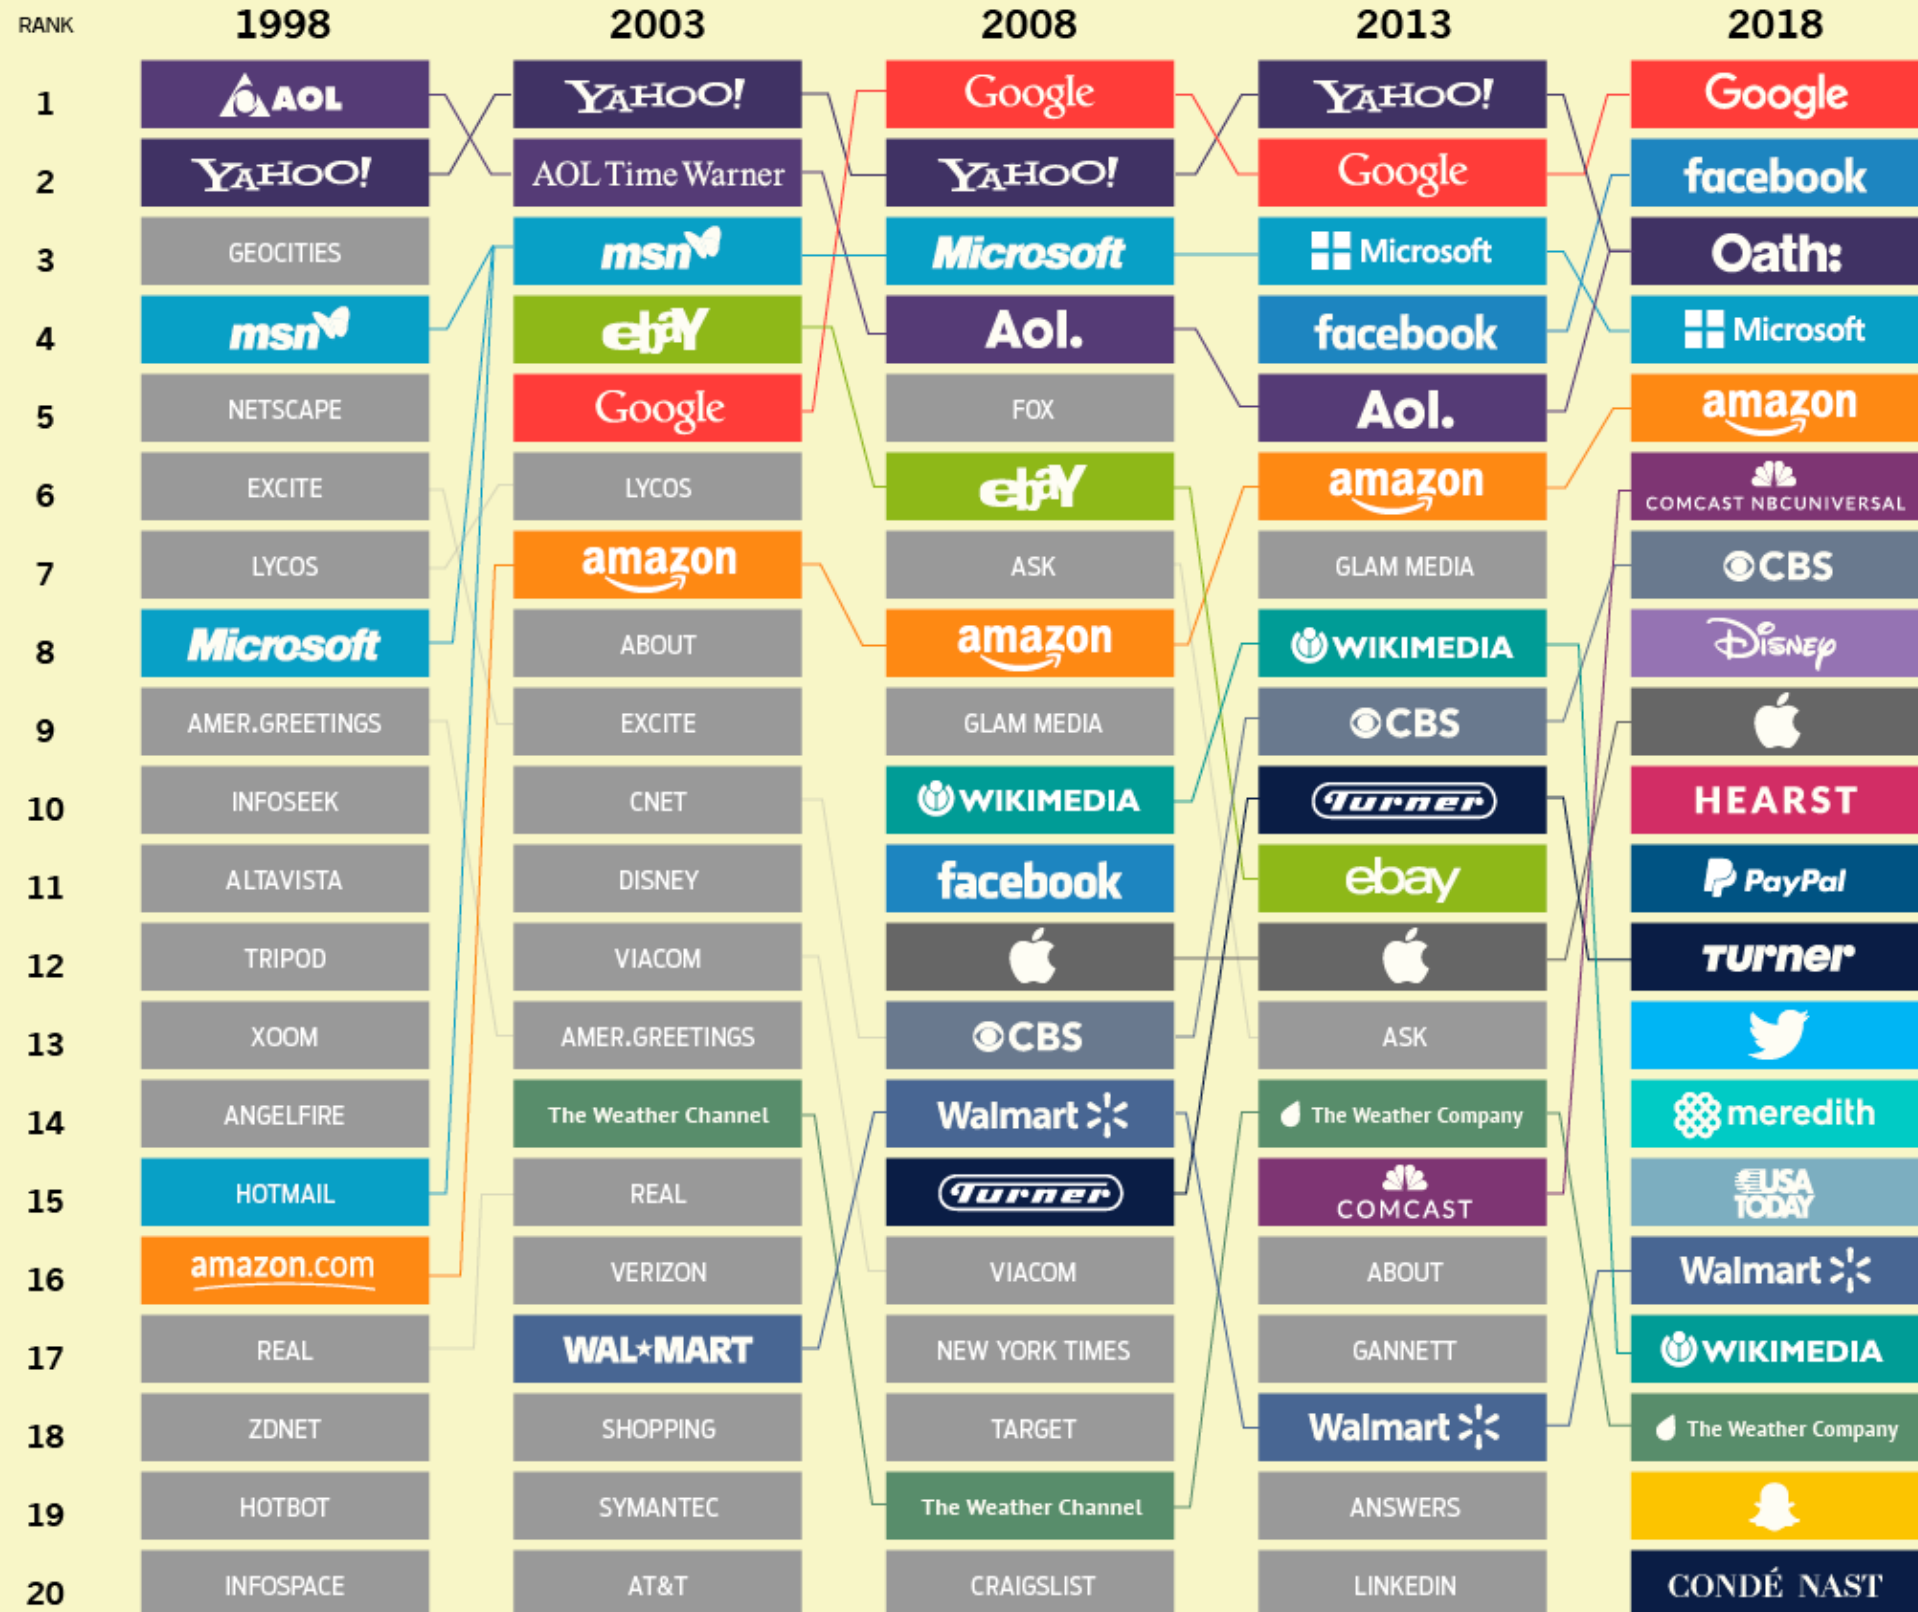 RANK 1998 2003 2008 2013 2018
1 AOL YAHOO! Google YAHOO! Google
2 YAHOO! AOL Time Warner YAHOO! Google facebook
3 GEOCITIES msn Microsoft Microsoft Oath:
4 msn ebaY Aol. facebook Microsoft
5 NETSCAPE Google FOX Aol. amazon
6 EXCITE LYCOS ebaY amazon COMCAST NBCUNIVERSAL
7 LYCOS amazon ASK GLAM MEDIA CBS
8 Microsoft ABOUT amazon WIKIMEDIA DISNEY
9 AMER.GREETINGS EXCITE GLAM MEDIA CBS
10 INFOSEEK CNET WIKIMEDIA Turner HEARST
11 ALTAVISTA DISNEY facebook ebay PayPal
12 TRIPOD VIACOM Turner
13 XOOM AMER.GREETINGS CBS ASK
14 ANGELFIRE The Weather Channel Walmart The Weather Company meredith
15 HOTMAIL REAL Turner COMCAST USA TODAY
16 amazon.com VERIZON VIACOM ABOUT Walmart
17 REAL WAL★MART NEW YORK TIMES GANNETT WIKIMEDIA
18 ZDNET SHOPPING TARGET Walmart The Weather Company
19 HOTBOT SYMANTEC The Weather Channel ANSWERS
20 INFOSPACE AT&T CRAIGSLIST LINKEDIN CONDÉ NAST